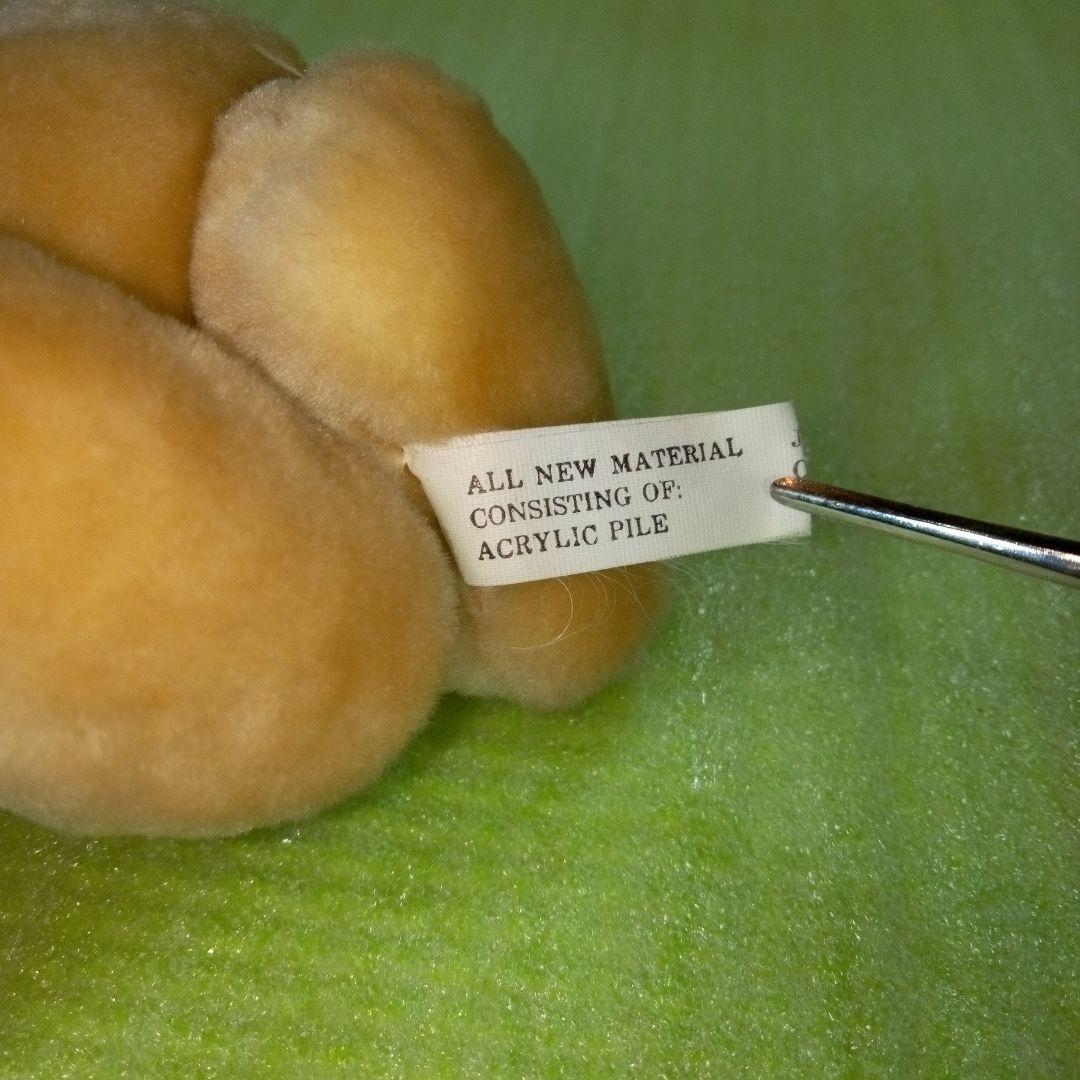 ALL NEW MATERIAL
CONSISTING OF:
ACRYLIC PILE